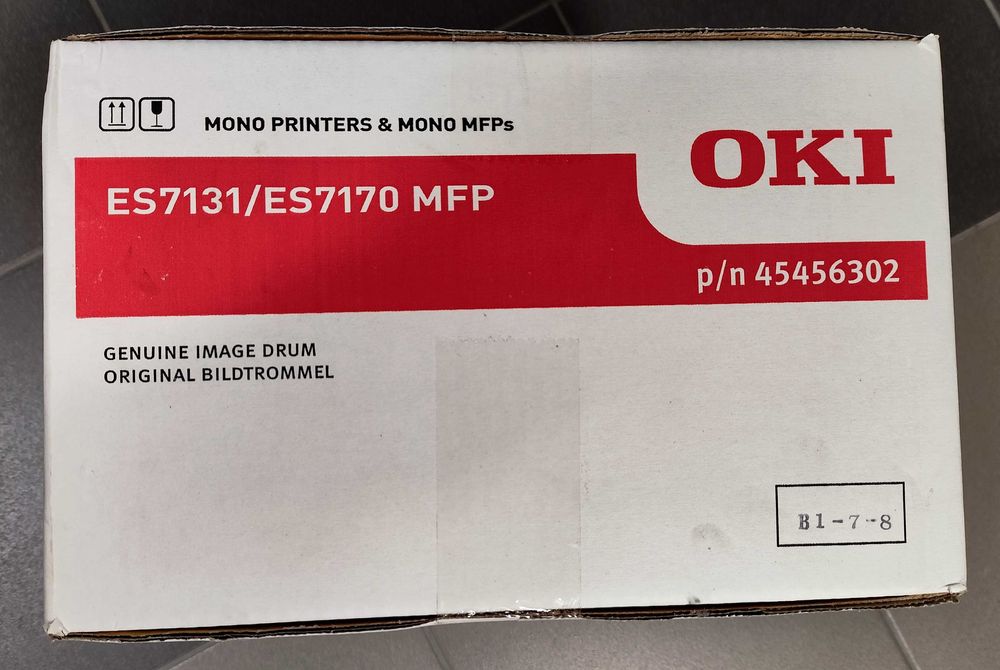 MONO PRINTERS & MONO MFPs
OKI
ES7131/ES7170 MFP
p/n 45456302
GENUINE IMAGE DRUM
ORIGINAL BILDTROMMEL
B1-7-8